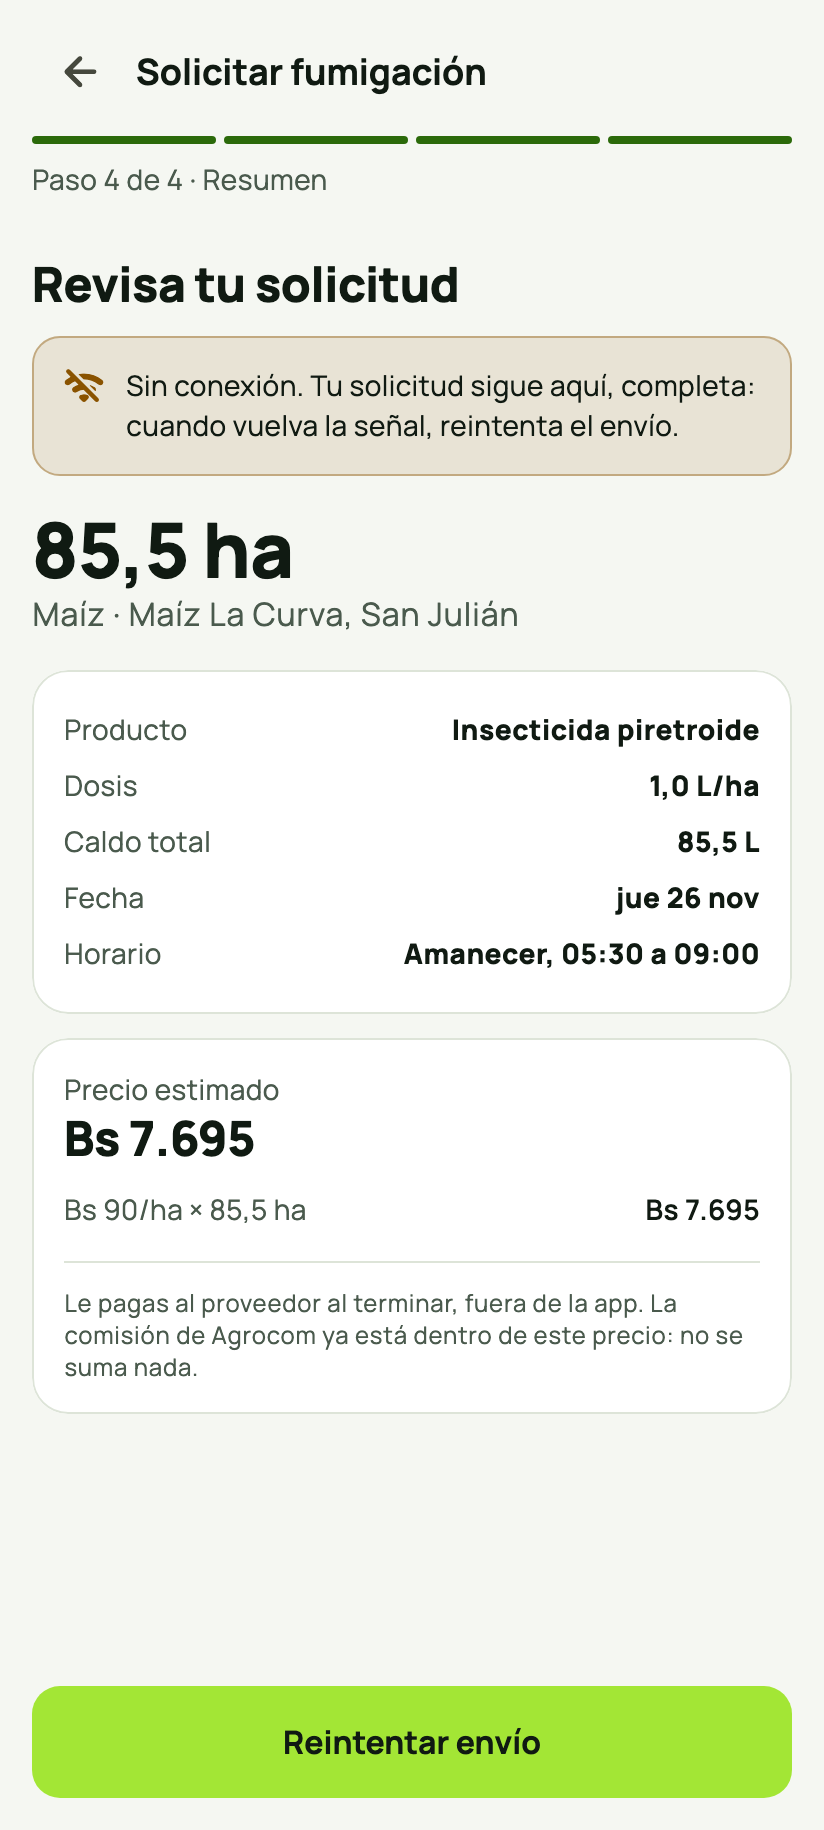 Solicitar fumigación
Paso 4 de 4 · Resumen
Revisa tu solicitud
Sin conexión. Tu solicitud sigue aquí, completa:
cuando vuelva la señal, reintenta el envío.
85,5 ha
Maíz · Maíz La Curva, San Julián
Producto Insecticida piretroide
Dosis 1,0 L/ha
Caldo total 85,5 L
Fecha jue 26 nov
Horario Amanecer, 05:30 a 09:00
Precio estimado
Bs 7.695
Bs 90/ha × 85,5 ha Bs 7.695
Le pagas al proveedor al terminar, fuera de la app. La
comisión de Agrocom ya está dentro de este precio: no se
suma nada.
Reintentar envío